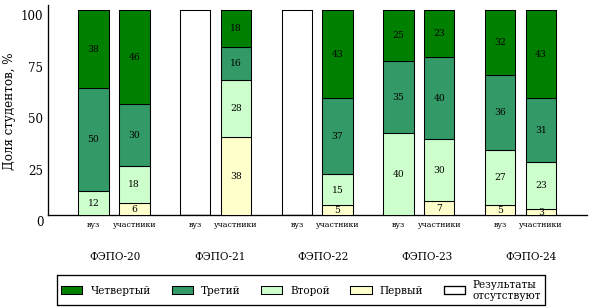 Доля студентов, %
100
75
50
25
0
38 46 18 43 25 23 32 43
50 30 16 37 35 40 36 31
12 18 28 15 40 30 27 23
6 38 5 7 5 3
вуз участники вуз участники вуз участники вуз участники вуз участники
ФЭПО-20 ФЭПО-21 ФЭПО-22 ФЭПО-23 ФЭПО-24
Четвертый Третий Второй Первый Результаты
отсутствуют